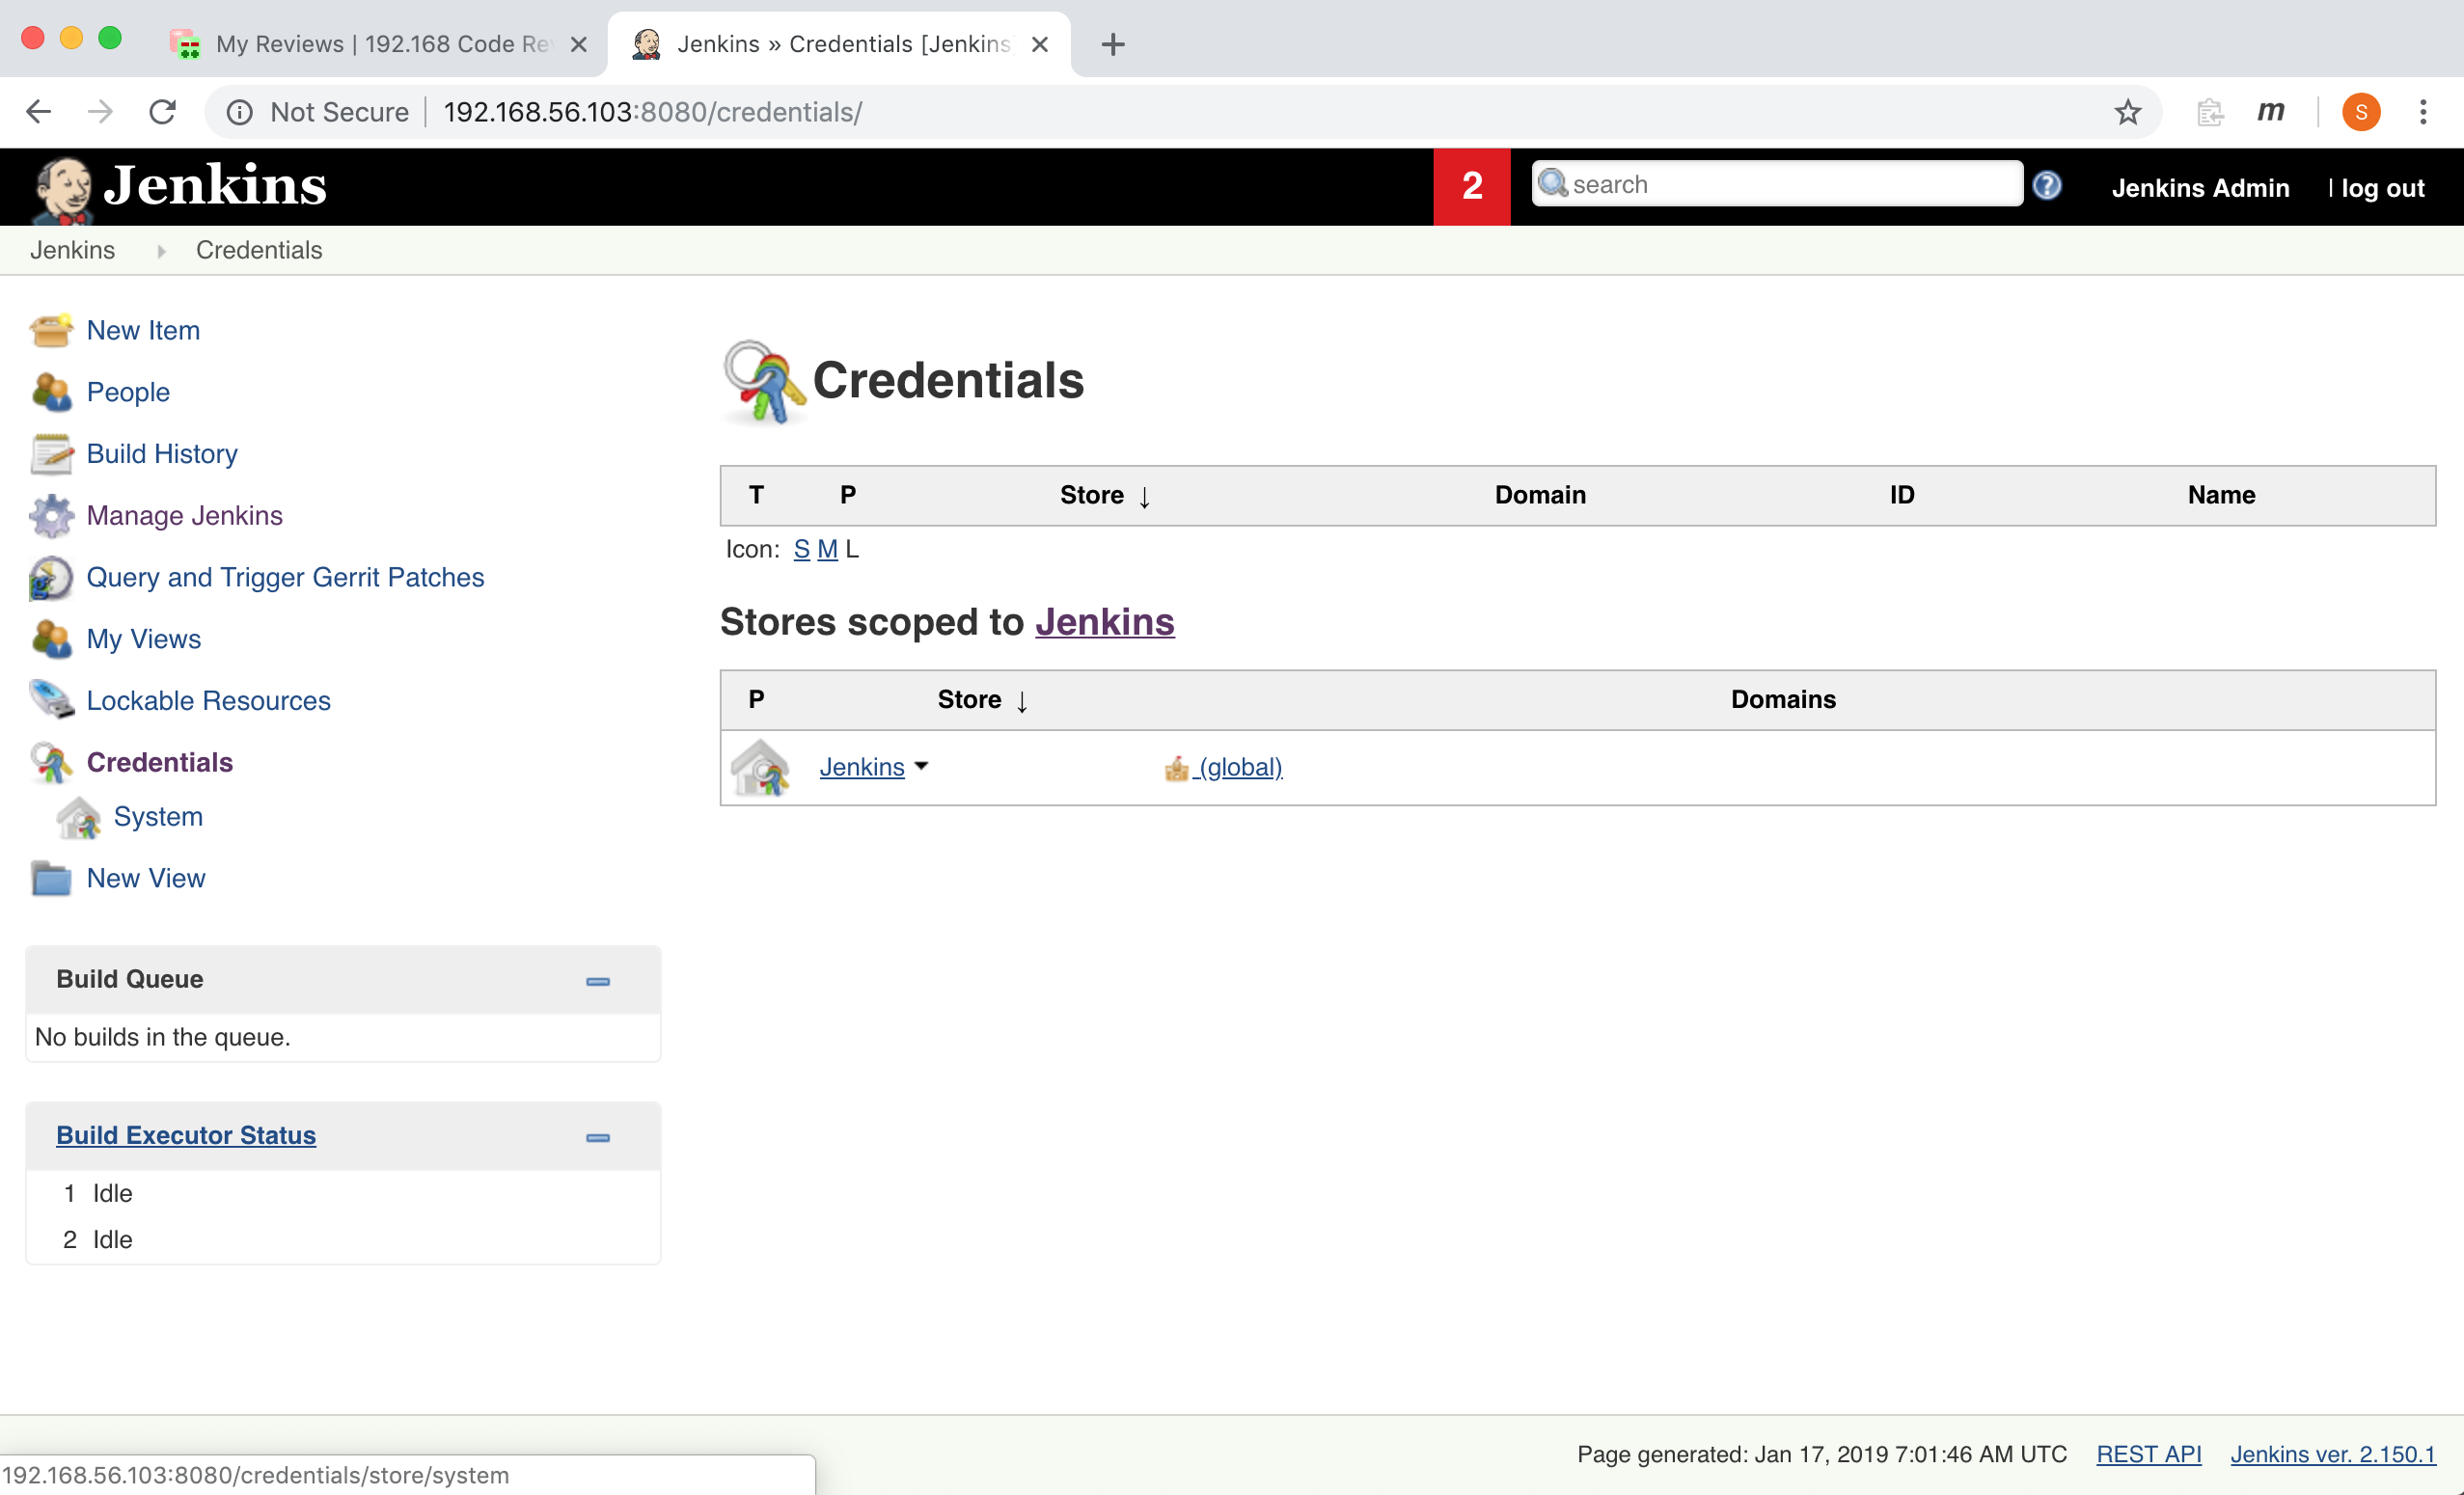 My Reviews | 192.168 Code Rev
Jenkins » Credentials [Jenkins]
Not Secure 192.168.56.103:8080/credentials/
m
S
Jenkins
2
search
Jenkins Admin
| log out
Jenkins
Credentials
New Item
People
Build History
Manage Jenkins
Query and Trigger Gerrit Patches
My Views
Lockable Resources
Credentials
System
New View
Build Queue
No builds in the queue.
Build Executor Status
1 Idle
2 Idle
Credentials
T P Store ↓ Domain ID Name
Icon: S M L
Stores scoped to Jenkins
P Store ↓ Domains
Jenkins (global)
Page generated: Jan 17, 2019 7:01:46 AM UTC REST API Jenkins ver. 2.150.1
192.168.56.103:8080/credentials/store/system